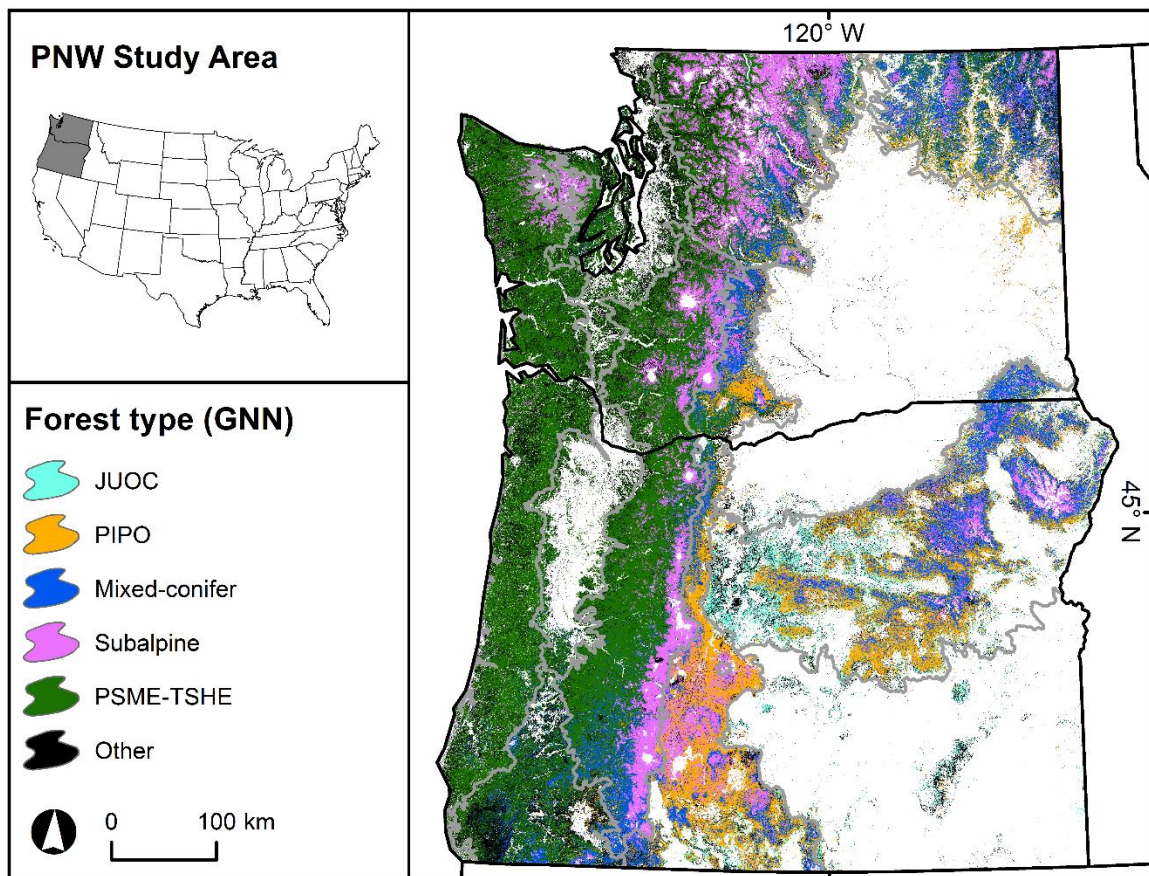 PNW Study Area
Forest type (GNN)
JUOC
PIPO
Mixed-conifer
Subalpine
PSME-TSHE
Other
0 100 km
120° W
45° N